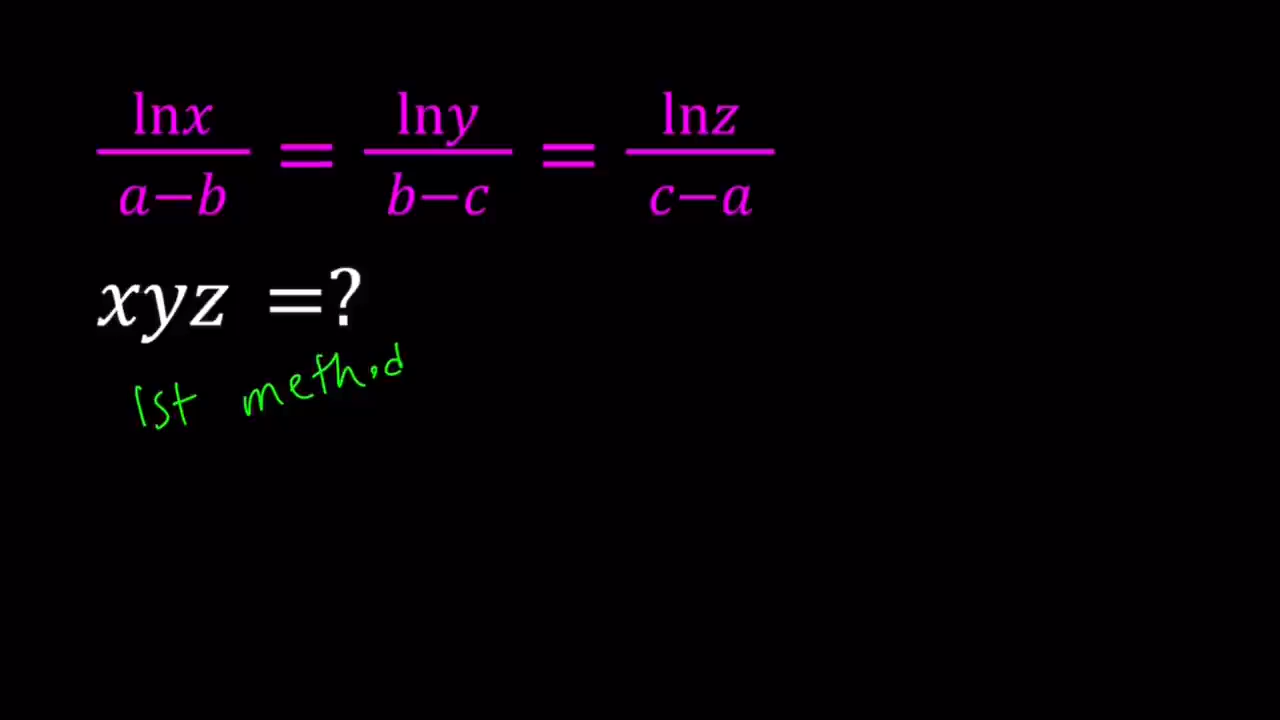 lnx/a−b = lny/b−c = lnz/c−a
xyz =?
1st method